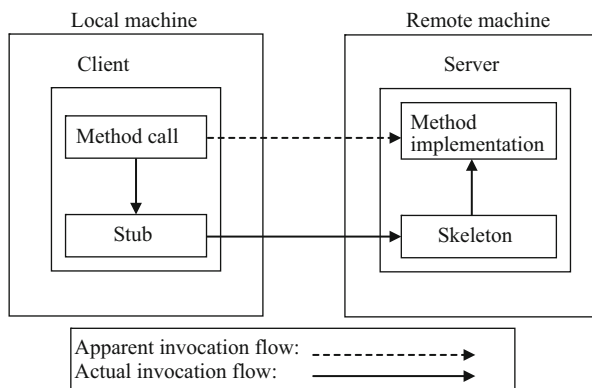 Local machine
Remote machine
Client
Server
Method call
Method
implementation
Stub
Skeleton
Apparent invocation flow:
Actual invocation flow: